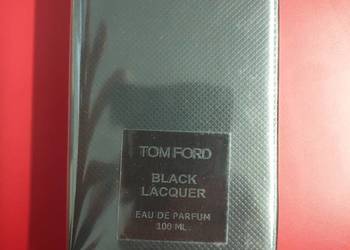 TOM FORD
BLACK
LACQUER
EAU DE PARFUM
100 ML